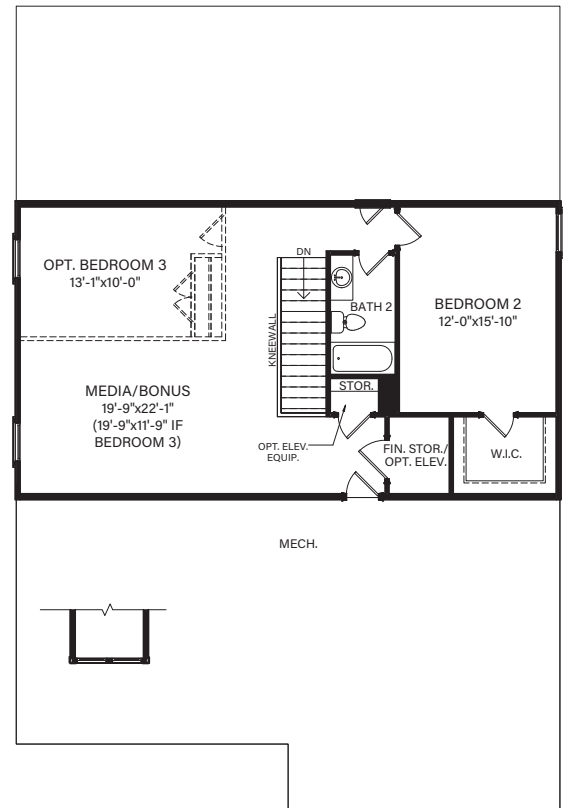 DN
OPT. BEDROOM 3
13'-1"x10'-0"
BATH 2
BEDROOM 2
12'-0"x15'-10"
KNEEWALL
MEDIA/BONUS
19'-9"x22'-1"
(19'-9"x11'-9" IF
BEDROOM 3)
STOR.
OPT. ELEV.
EQUIP.
FIN. STOR./
OPT. ELEV.
W.I.C.
MECH.